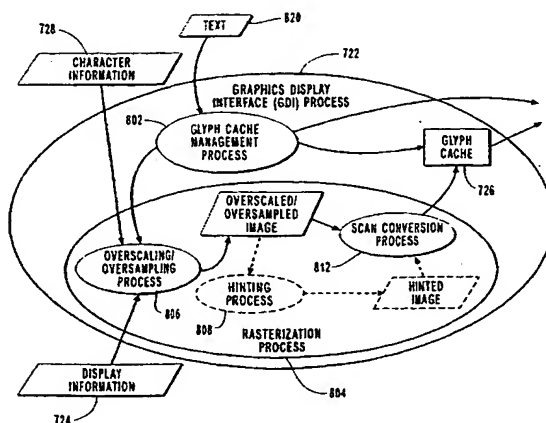 728
TEXT
820
CHARACTER
INFORMATION
722
GRAPHICS DISPLAY
INTERFACE (GDI) PROCESS
802
GLYPH CACHE
MANAGEMENT
PROCESS
GLYPH
CACHE
726
OVERSCALED/
OVERSAMPLED
IMAGE
SCAN CONVERSION
PROCESS
812
OVERSCALING/
OVERSAMPLING
PROCESS
806
HINTING
PROCESS
808
HINTED
IMAGE
RASTERIZATION
PROCESS
804
DISPLAY
INFORMATION
724